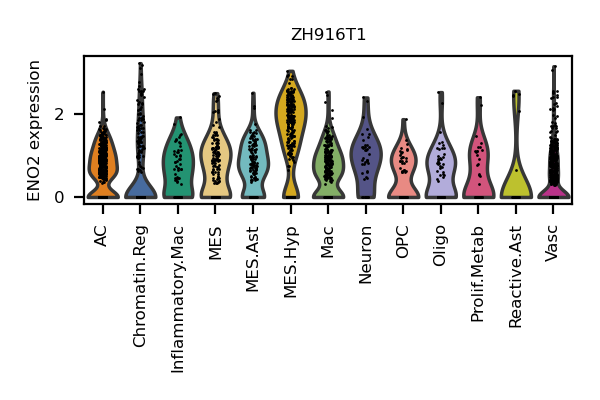 ZH916T1
ENO2 expression
2
0
AC
Chromatin.Reg
Inflammatory.Mac
MES
MES.Ast
MES.Hyp
Mac
Neuron
OPC
Oligo
Prolif.Metab
Reactive.Ast
Vasc